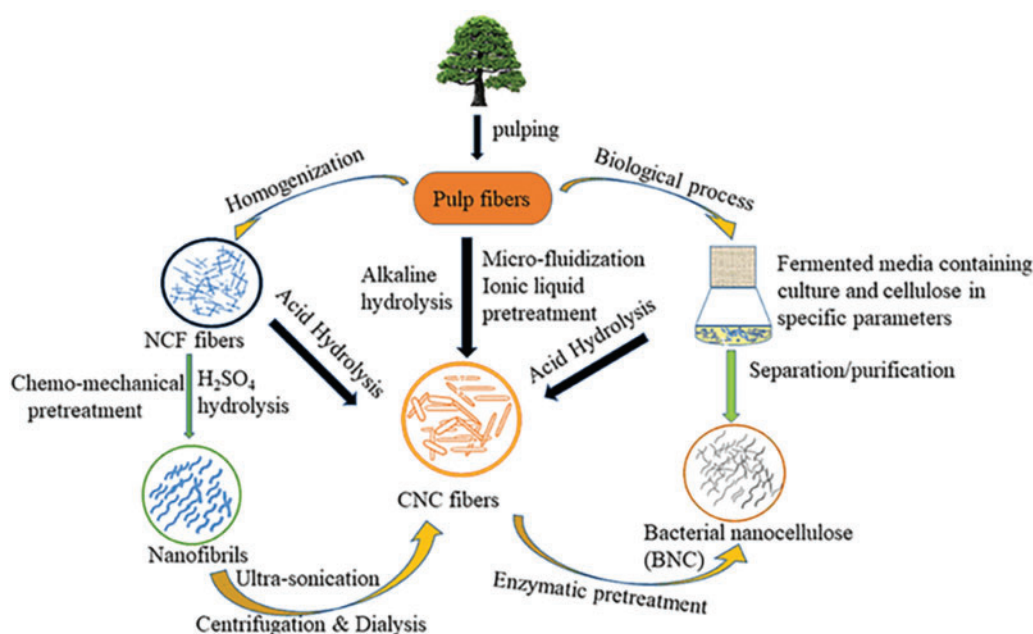 pulping
Homogenization
Biological process
Pulp fibers
Alkaline
hydrolysis
Micro-fluidization
Ionic liquid
pretreatment
Fermented media containing
culture and cellulose in
specific parameters
NCF fibers
Acid Hydrolysis
Acid Hydrolysis
Chemo-mechanical
pretreatment
H₂SO₄
hydrolysis
Separation/purification
CNC fibers
Nanofibrils
Bacterial nanocellulose
(BNC)
Ultra-sonication
Centrifugation & Dialysis
Enzymatic pretreatment